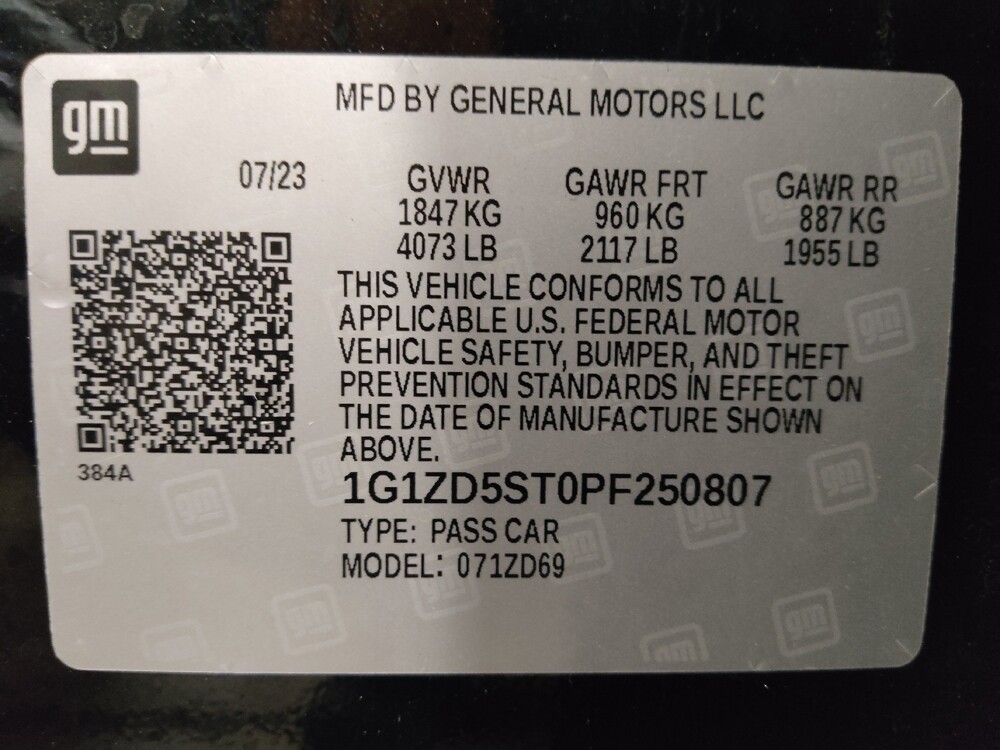 gm
MFD BY GENERAL MOTORS LLC
07/23 GVWR GAWR FRT GAWR RR
1847 KG 960 KG 887 KG
4073 LB 2117 LB 1955 LB
THIS VEHICLE CONFORMS TO ALL
APPLICABLE U.S. FEDERAL MOTOR
VEHICLE SAFETY, BUMPER, AND THEFT
PREVENTION STANDARDS IN EFFECT ON
THE DATE OF MANUFACTURE SHOWN
ABOVE.
384A
1G1ZD5ST0PF250807
TYPE: PASS CAR
MODEL: 071ZD69